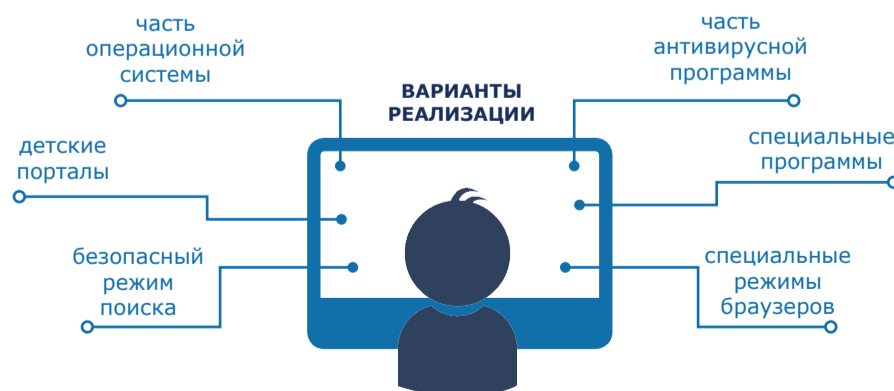 часть
операционной
системы
часть
антивирусной
программы
ВАРИАНТЫ
РЕАЛИЗАЦИИ
детские
порталы
специальные
программы
безопасный
режим
поиска
специальные
режимы
браузеров